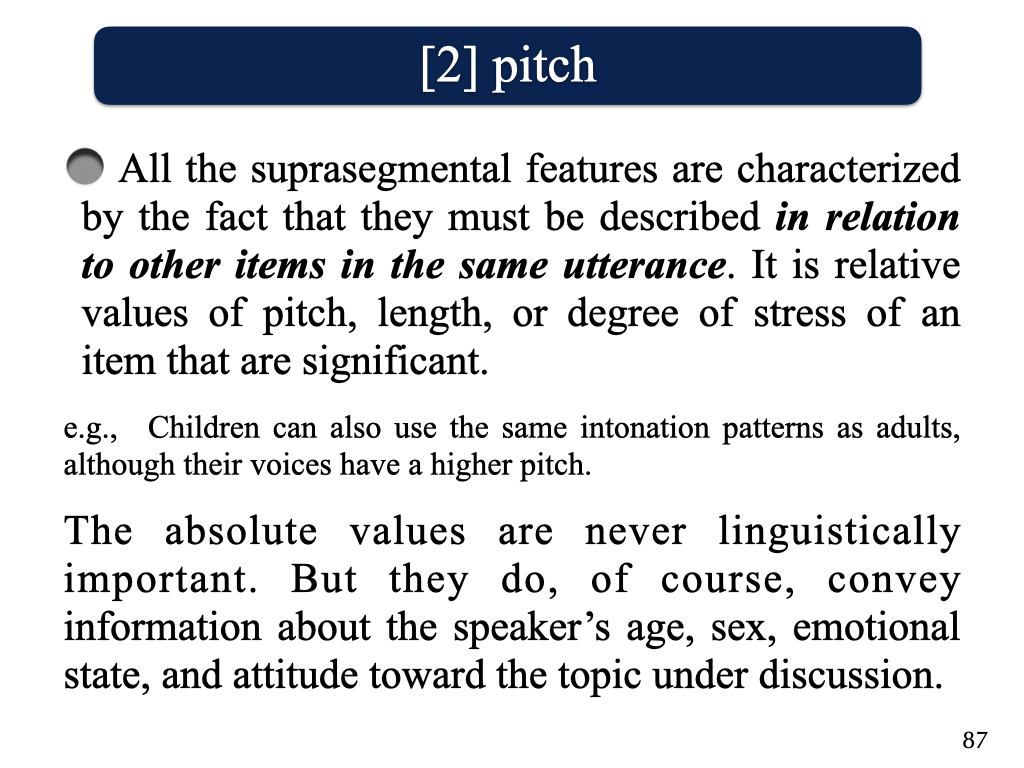 [2] pitch
All the suprasegmental features are characterized
by the fact that they must be described in relation
to other items in the same utterance. It is relative
values of pitch, length, or degree of stress of an
item that are significant.
e.g., Children can also use the same intonation patterns as adults,
although their voices have a higher pitch.
The absolute values are never linguistically
important. But they do, of course, convey
information about the speaker’s age, sex, emotional
state, and attitude toward the topic under discussion.
87